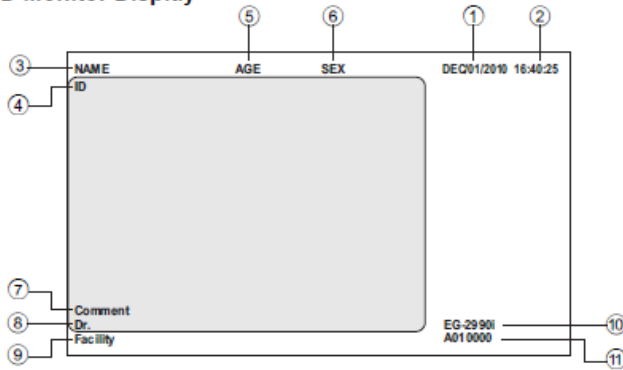 Monitor Display
⑤ ⑥ ① ②
③ NAME AGE SEX DEC/01/2010 16:40:25
④ ID
⑦ Comment
⑧ Dr. EG-2990i ⑩
⑨ Facility A010000 ⑪